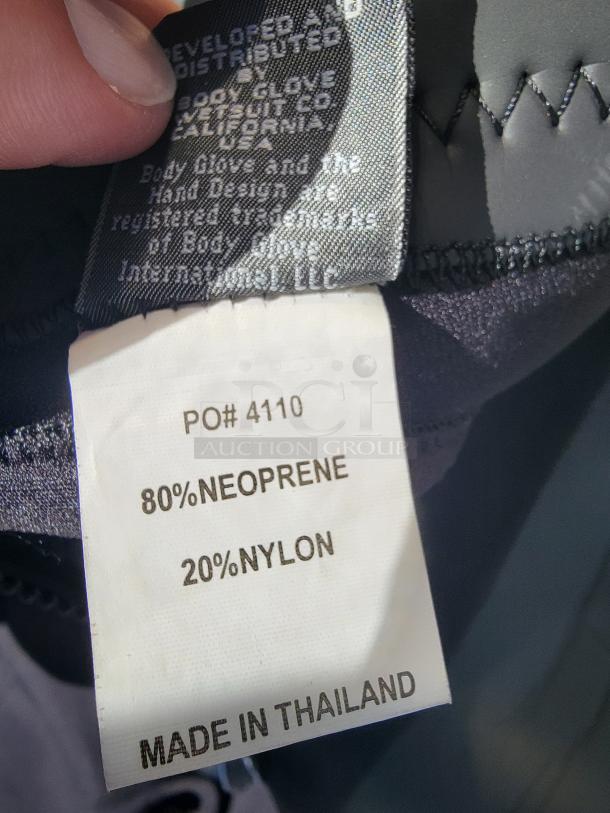 DEVELOPED AND
DISTRIBUTED
BY
BODY GLOVE
WETSUIT CO.
CALIFORNIA,
USA
Body Glove and the
Hand Design are
registered trademarks
of Body Glove
International LLC
PCH
AUCTION GROUP
PO# 4110
80%NEOPRENE
20%NYLON
MADE IN THAILAND